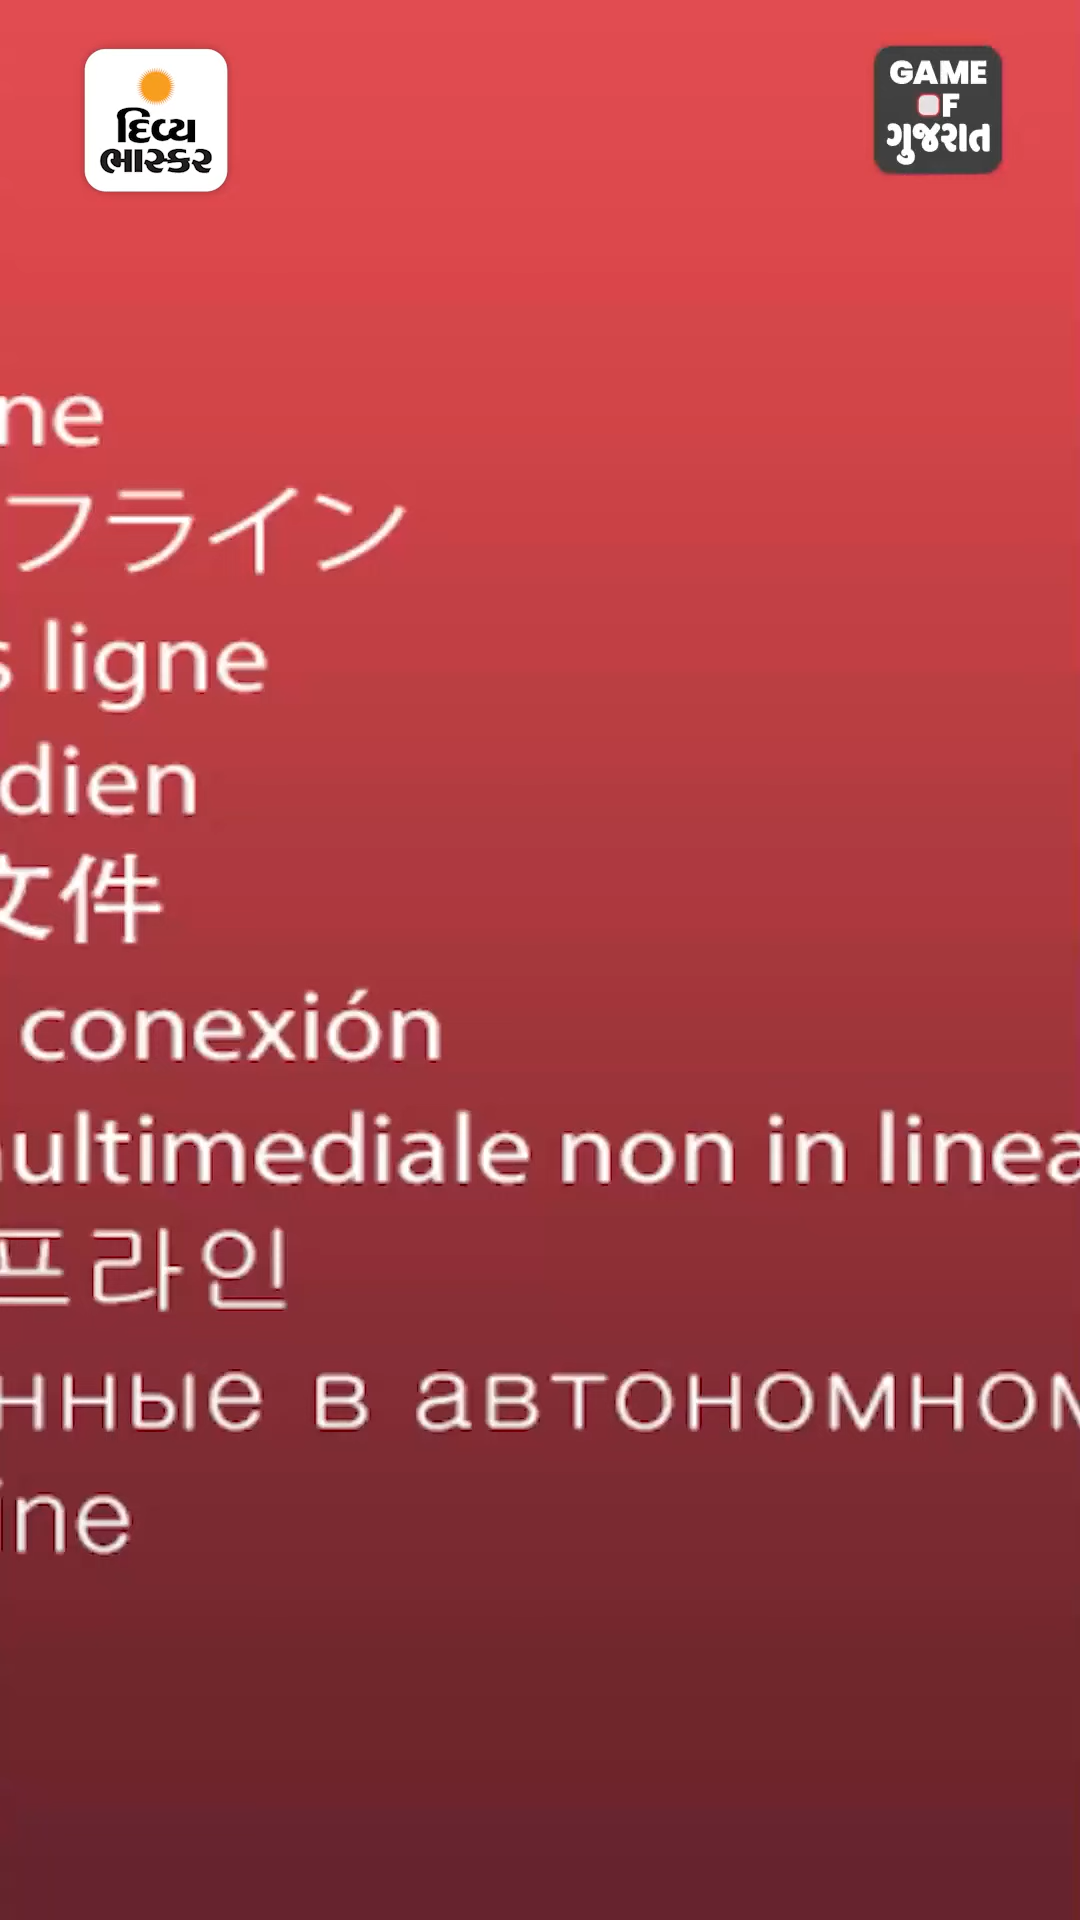 દિવ્ય
ભાસ્કર
GAME
OF
ગુજરાત
ne
フライン
s ligne
dien
文件
conexión
ultimediale non in linea
프라인
нные в автономном
ine